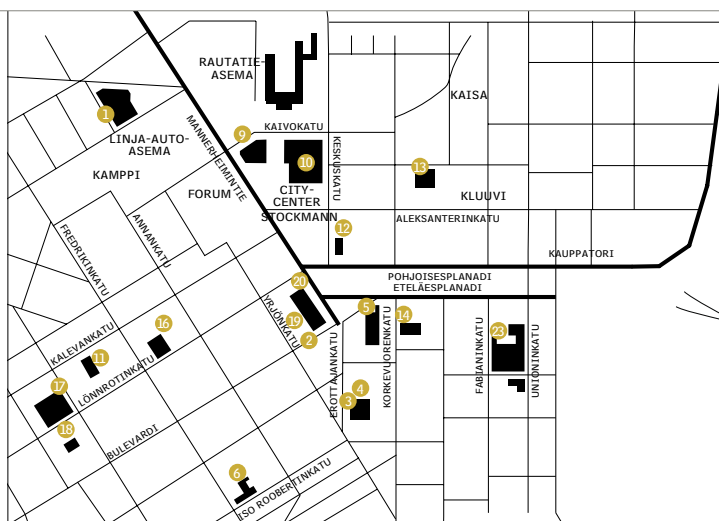 RAUTATIE-
ASEMA
KAISA
1
LINJA-AUTO-
ASEMA
MANNERHEIMINTIE
9
KAIVOKATU
10
KESKUSKATU
13
KAMPPI
FORUM
CITY-
CENTER
STOCKMANN
KLUUVI
ALEKSANTERINKATU
12
FREDRIKINKATU
ANNANKATU
KAUPPATORI
POHJOISESPLANADI
ETELÄESPLANADI
20
19
2
YRJÖNKATU
5
14
23
EROTTAJANKATU
KORKEVUORENKATU
FABIANINKATU
UNIONINKATU
16
KALEVANKATU
11
LÖNNROTINKATU
17
18
BULEVARDI
4
3
6
ISO ROOBERTINKATU